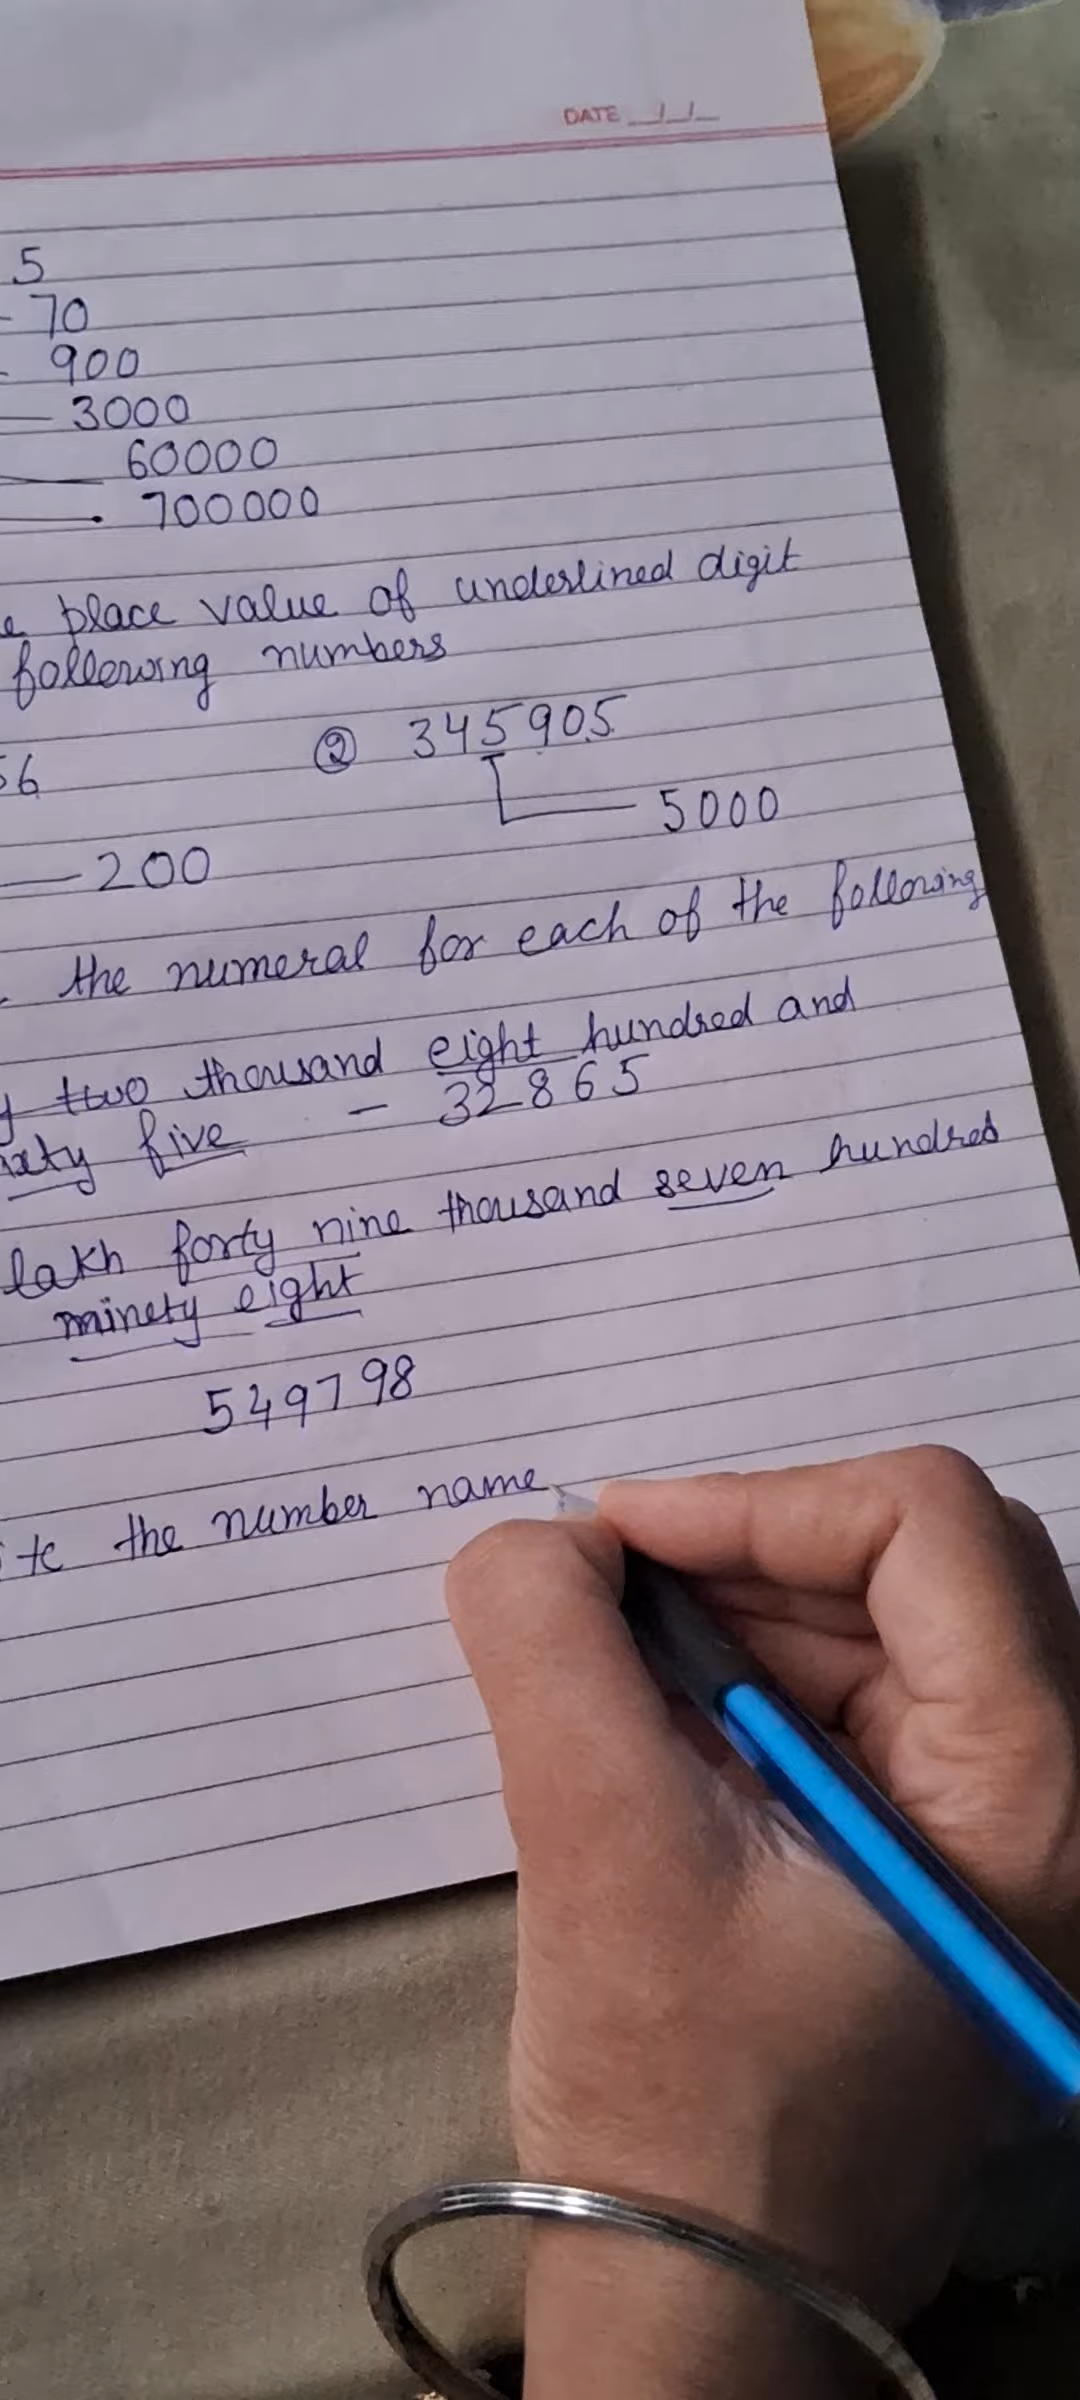 DATE
5
70
900
3000
60000
700000
place value of underlined digit
following numbers
56
② 345905
5000
200
the numeral for each of the following
two thousand eight hundred and
five - 32865
lakh forty nine thousand seven hundred
ninety eight
549798
the number name